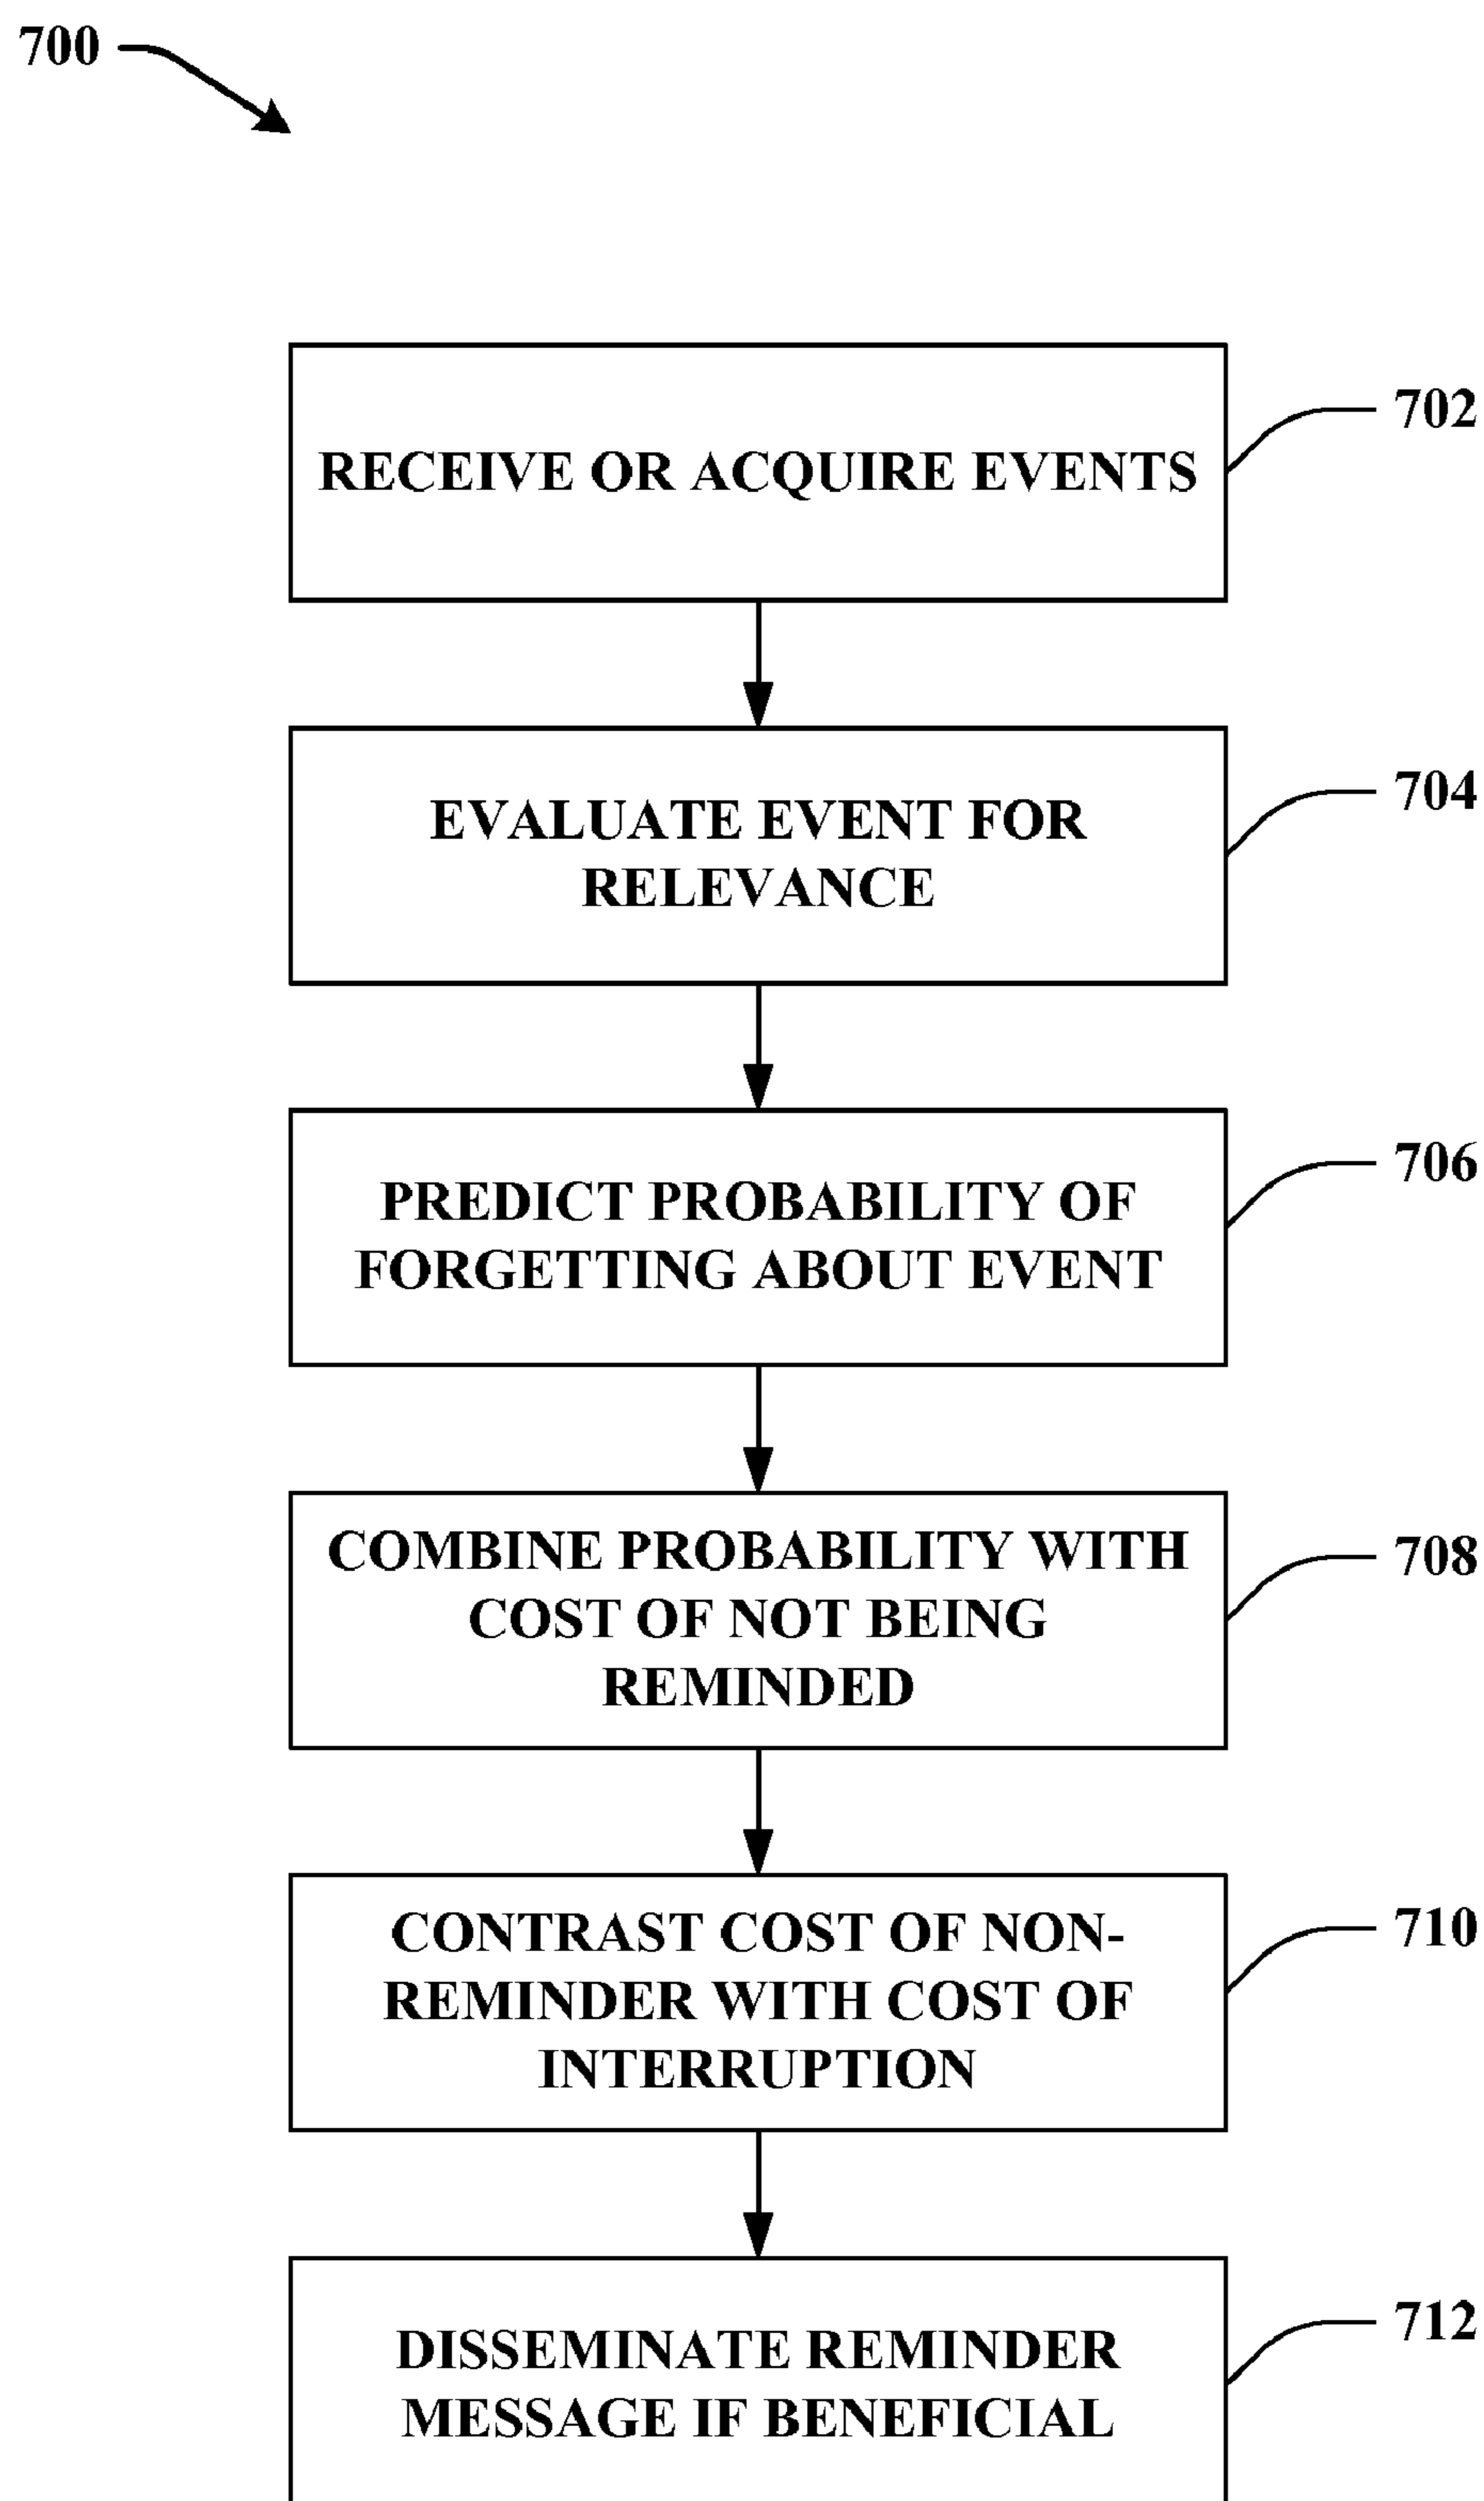 700
RECEIVE OR ACQUIRE EVENTS
702
EVALUATE EVENT FOR
RELEVANCE
704
PREDICT PROBABILITY OF
FORGETTING ABOUT EVENT
706
COMBINE PROBABILITY WITH
COST OF NOT BEING
REMINDED
708
CONTRAST COST OF NON-
REMINDER WITH COST OF
INTERRUPTION
710
DISSEMINATE REMINDER
MESSAGE IF BENEFICIAL
712